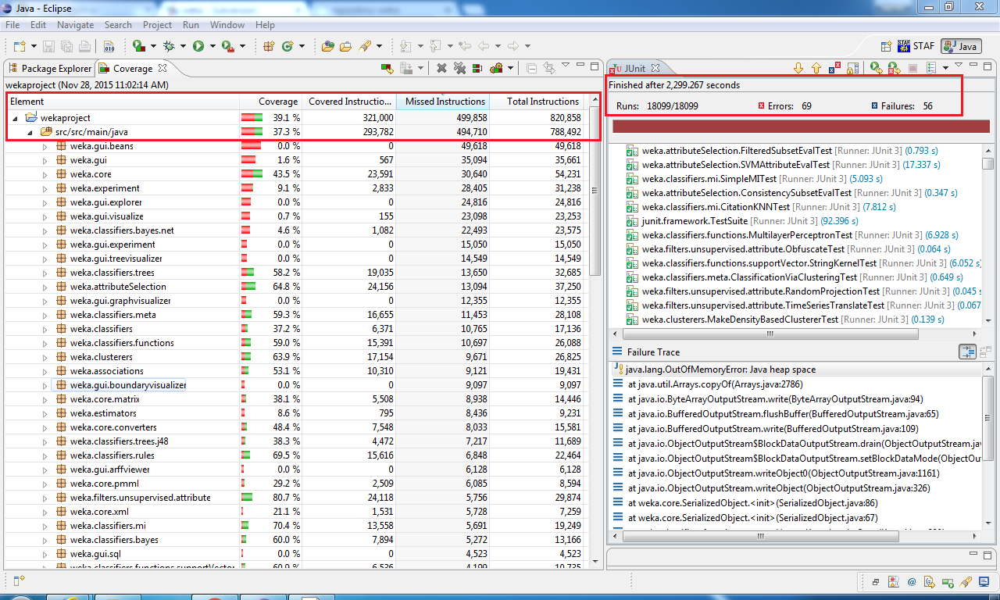 Java - Eclipse
File Edit Navigate Search Project Run Window Help
STAF Java
Package Explorer Coverage
wekaproject (Nov 28, 2015 11:02:14 AM)
Element Coverage Covered Instructio... Missed Instructions Total Instructions
wekaproject 39.1 % 321,000 499,858 820,858
src/src/main/java 37.3 % 293,782 494,710 788,492
weka.gui.beans 0.0 % 0 49,618 49,618
weka.gui 1.6 % 567 35,094 35,661
weka.core 43.5 % 23,591 30,640 54,231
weka.experiment 9.1 % 2,833 28,405 31,238
weka.gui.explorer 0.0 % 0 24,816 24,816
weka.gui.visualize 0.7 % 155 23,098 23,253
weka.classifiers.bayes.net 4.6 % 1,082 22,493 23,575
weka.gui.experiment 0.0 % 0 15,050 15,050
weka.gui.treevisualizer 0.0 % 0 14,549 14,549
weka.classifiers.trees 58.2 % 19,035 13,650 32,685
weka.attributeSelection 64.8 % 24,156 13,094 37,250
weka.gui.graphvisualizer 0.0 % 0 12,355 12,355
weka.classifiers.meta 59.3 % 16,655 11,453 28,108
weka.classifiers 37.2 % 6,371 10,765 17,136
weka.classifiers.functions 59.0 % 15,391 10,697 26,088
weka.clusterers 63.9 % 17,154 9,671 26,825
weka.associations 53.1 % 10,310 9,121 19,431
weka.gui.boundaryvisualizer 0.0 % 0 9,097 9,097
weka.core.matrix 38.1 % 5,508 8,938 14,446
weka.estimators 8.6 % 795 8,436 9,231
weka.core.converters 48.4 % 7,548 8,033 15,581
weka.classifiers.trees.j48 38.3 % 4,472 7,217 11,689
weka.classifiers.rules 69.5 % 15,616 6,848 22,464
weka.gui.arffviewer 0.0 % 0 6,128 6,128
weka.core.pmml 29.2 % 2,509 6,085 8,594
weka.filters.unsupervised.attribute 80.7 % 24,118 5,756 29,874
weka.core.xml 21.1 % 1,531 5,728 7,259
weka.classifiers.mi 70.4 % 13,558 5,691 19,249
weka.classifiers.bayes 60.0 % 7,894 5,272 13,166
weka.gui.sql 0.0 % 0 4,523 4,523
weka.classifiers.functions.supportVector 60.9 % 6,536 4,199 10,735
JUnit
Finished after 2,299.267 seconds
Runs: 18099/18099 Errors: 69 Failures: 56
weka.attributeSelection.FilteredSubsetEvalTest [Runner: JUnit 3] (0.793 s)
weka.attributeSelection.SVMAttributeEvalTest [Runner: JUnit 3] (17.337 s)
weka.classifiers.mi.SimpleMITest [Runner: JUnit 3] (5.093 s)
weka.attributeSelection.ConsistencySubsetEvalTest [Runner: JUnit 3] (0.347 s)
weka.classifiers.mi.CitationKNNTest [Runner: JUnit 3] (7.812 s)
junit.framework.TestSuite [Runner: JUnit 3] (92.396 s)
weka.classifiers.functions.MultilayerPerceptronTest [Runner: JUnit 3] (6.928 s)
weka.filters.unsupervised.attribute.ObfuscateTest [Runner: JUnit 3] (0.064 s)
weka.classifiers.functions.supportVector.StringKernelTest [Runner: JUnit 3] (6.052 s)
weka.classifiers.meta.ClassificationViaClusteringTest [Runner: JUnit 3] (0.649 s)
weka.filters.unsupervised.attribute.RandomProjectionTest [Runner: JUnit 3] (0.045 s
weka.filters.unsupervised.attribute.TimeSeriesTranslateTest [Runner: JUnit 3] (0.067
weka.clusterers.MakeDensityBasedClustererTest [Runner: JUnit 3] (0.139 s)
Failure Trace
java.lang.OutOfMemoryError: Java heap space
at java.util.Arrays.copyOf(Arrays.java:2786)
at java.io.ByteArrayOutputStream.write(ByteArrayOutputStream.java:94)
at java.io.BufferedOutputStream.flushBuffer(BufferedOutputStream.java:65)
at java.io.BufferedOutputStream.write(BufferedOutputStream.java:109)
at java.io.ObjectOutputStream$BlockDataOutputStream.drain(ObjectOutputStream.jav
at java.io.ObjectOutputStream$BlockDataOutputStream.setBlockDataMode(ObjectOut
at java.io.ObjectOutputStream.writeObject0(ObjectOutputStream.java:1161)
at java.io.ObjectOutputStream.writeObject(ObjectOutputStream.java:326)
at weka.core.SerializedObject.<init>(SerializedObject.java:86)
at weka.core.SerializedObject.<init>(SerializedObject.java:67)